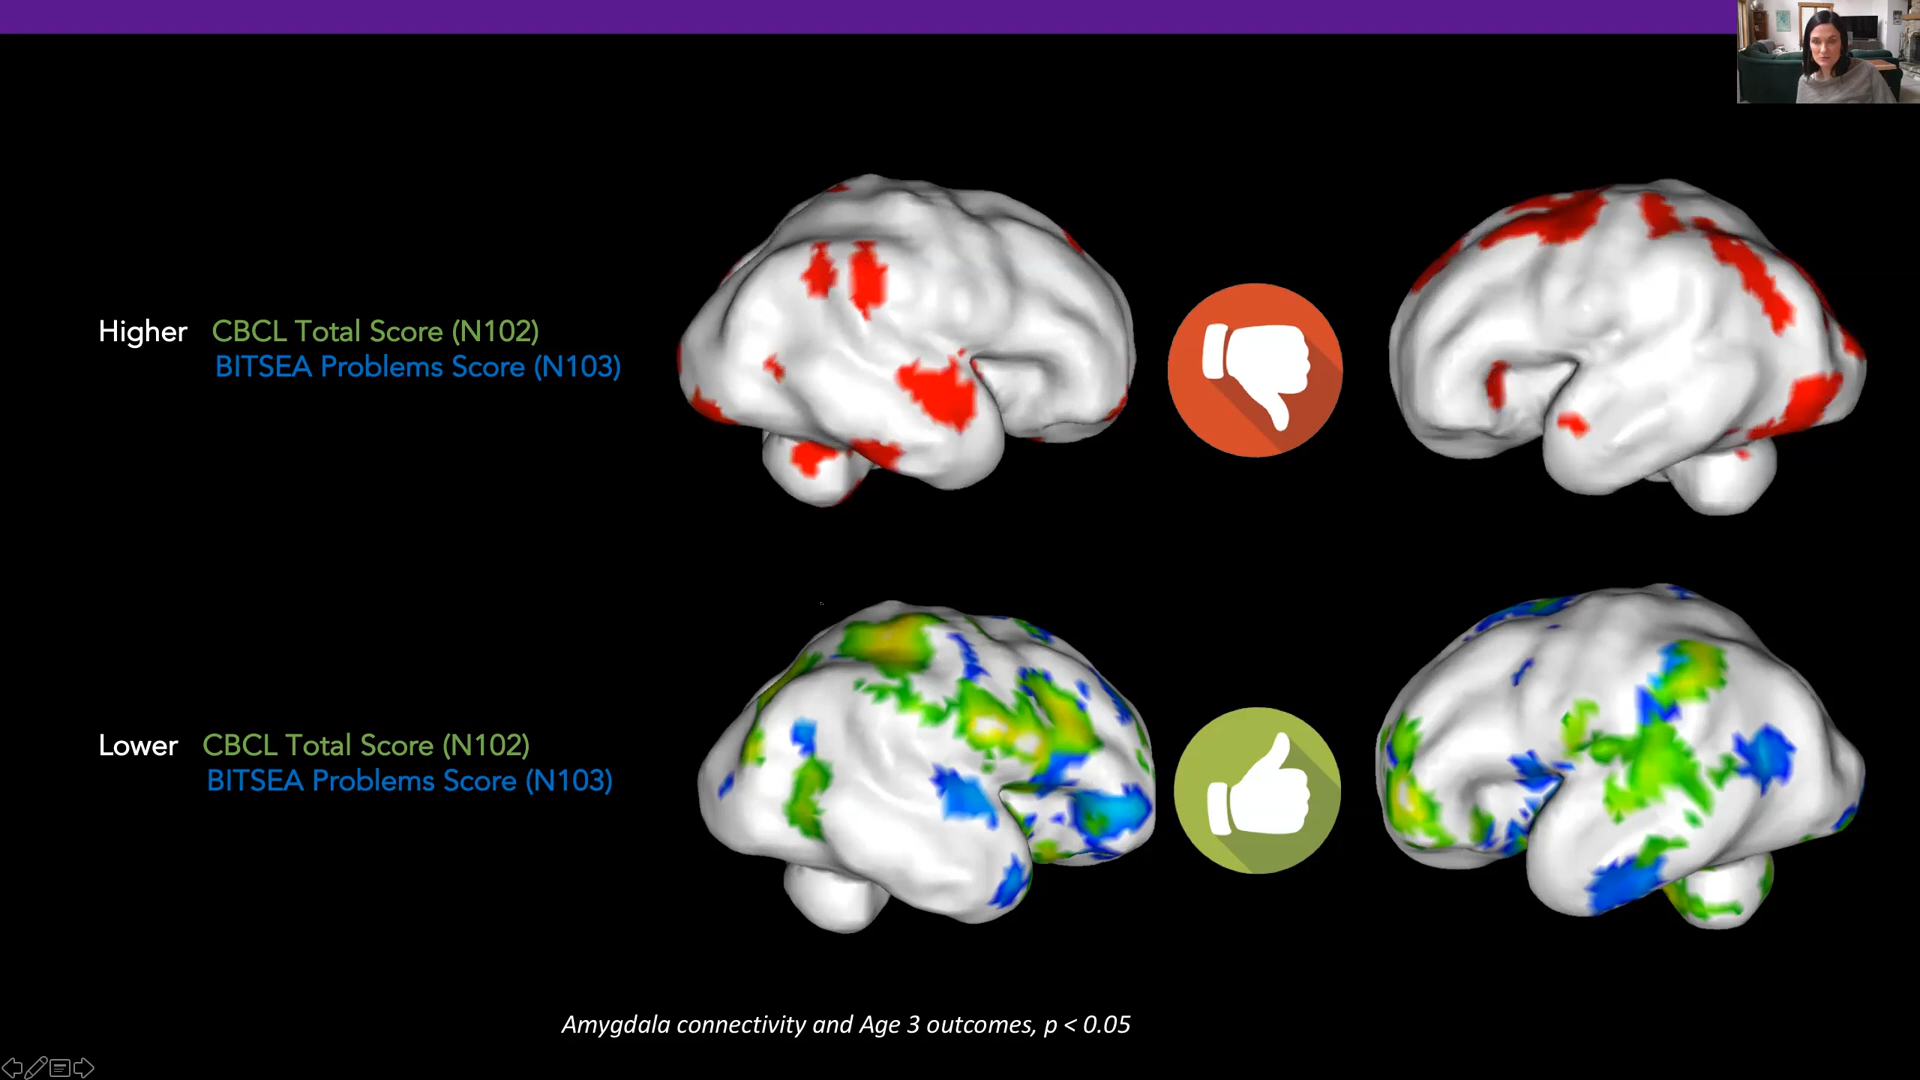 Higher CBCL Total Score (N102)
BITSEA Problems Score (N103)
Lower CBCL Total Score (N102)
BITSEA Problems Score (N103)
Amygdala connectivity and Age 3 outcomes, p < 0.05